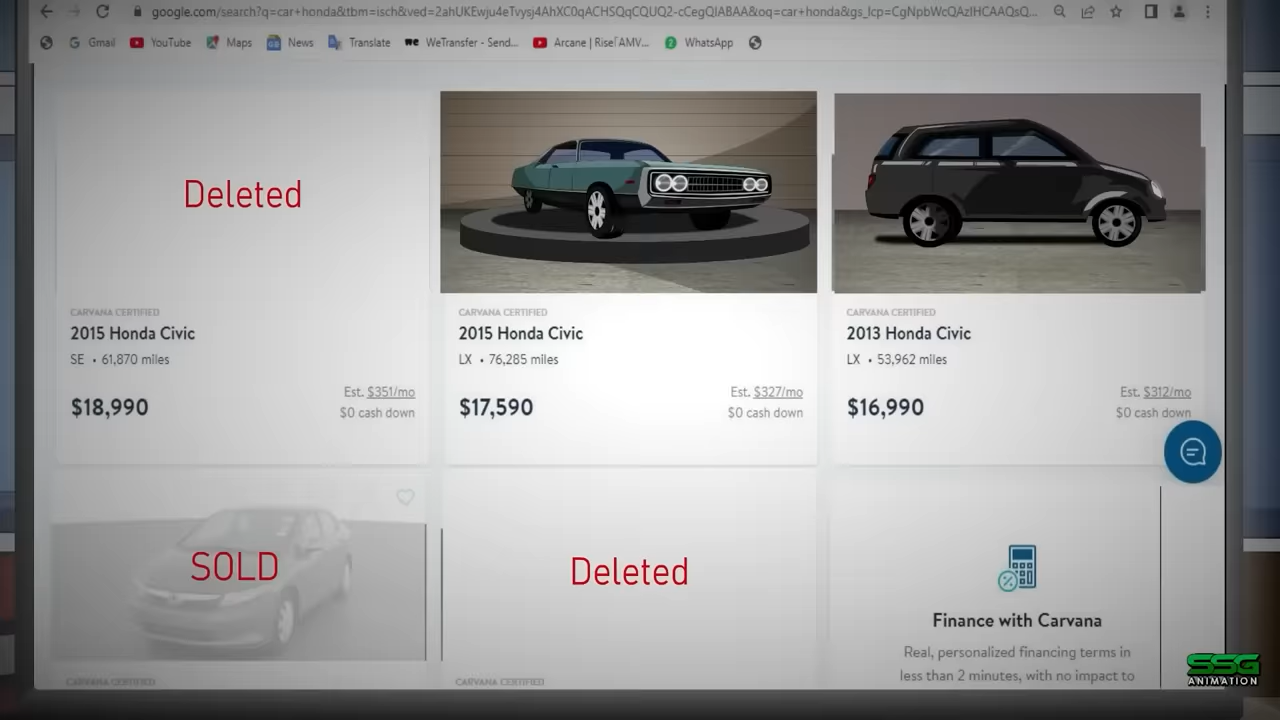 google.com/search?q=car+honda&tbm=isch&ved=2ahUKEwju4eTvysj4AhXC0qACHSQqCQUQ2-cCegQIABAA&oq=car+honda&gs_lcp=CgNpbWcQAzIHCAAQsQ...
Gmail YouTube Maps News Translate WeTransfer - Send... Arcane | Rise「AMV... WhatsApp
Deleted
CARVANA CERTIFIED CARVANA CERTIFIED CARVANA CERTIFIED
2015 Honda Civic 2015 Honda Civic 2013 Honda Civic
SE • 61,870 miles LX • 76,285 miles LX • 53,962 miles
Est. $351/mo Est. $327/mo Est. $312/mo
$18,990 $17,590 $16,990
$0 cash down $0 cash down $0 cash down
SOLD
Deleted
Finance with Carvana
Real, personalized financing terms in
less than 2 minutes, with no impact to
CARVANA CERTIFIED CARVANA CERTIFIED
SSG
ANIMATION